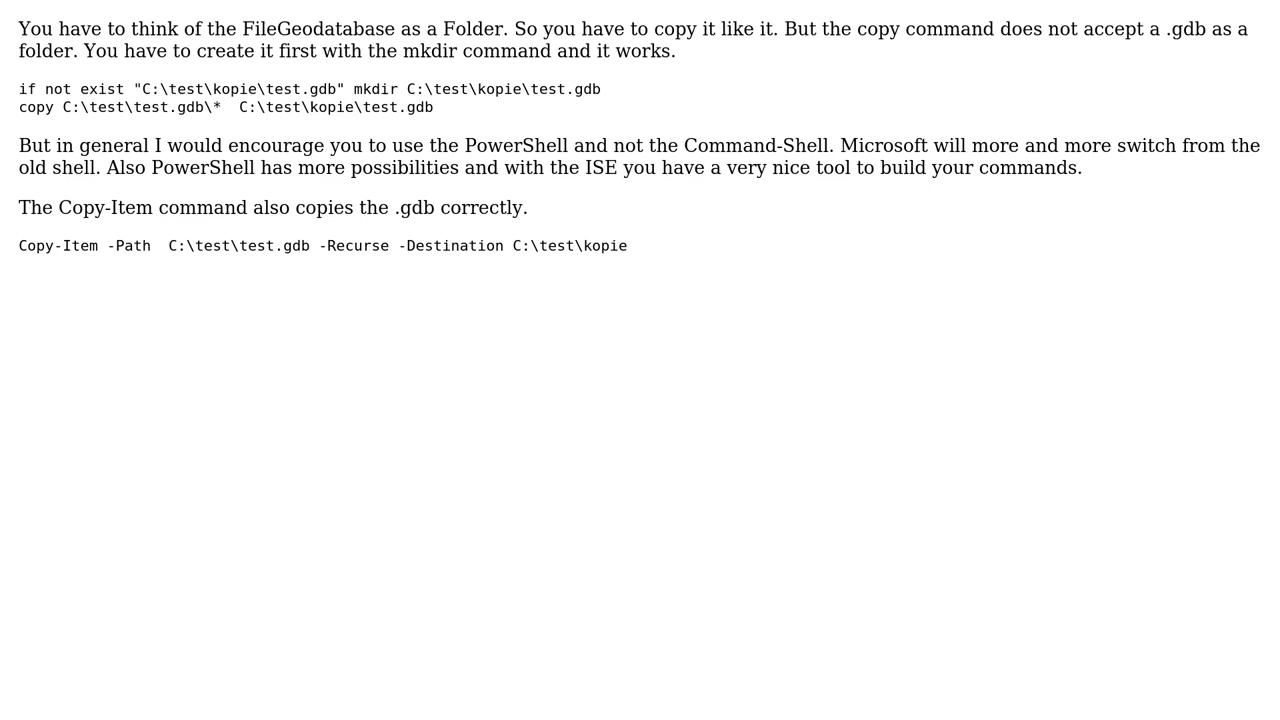 You have to think of the FileGeodatabase as a Folder. So you have to copy it like it. But the copy command does not accept a .gdb as a
folder. You have to create it first with the mkdir command and it works.
if not exist "C:\test\kopie\test.gdb" mkdir C:\test\kopie\test.gdb
copy C:\test\test.gdb\*  C:\test\kopie\test.gdb
But in general I would encourage you to use the PowerShell and not the Command-Shell. Microsoft will more and more switch from the
old shell. Also PowerShell has more possibilities and with the ISE you have a very nice tool to build your commands.
The Copy-Item command also copies the .gdb correctly.
Copy-Item -Path  C:\test\test.gdb -Recurse -Destination C:\test\kopie